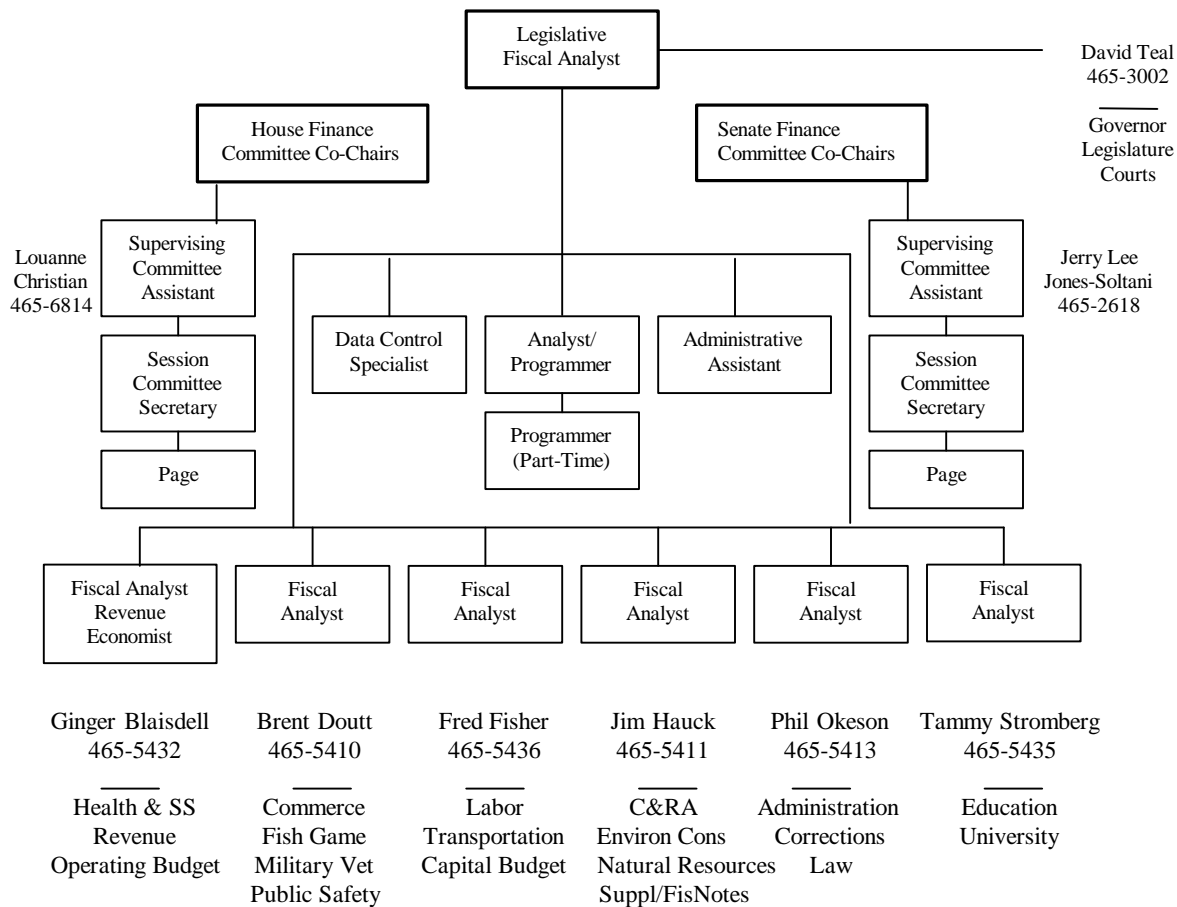 Legislative
Fiscal Analyst
David Teal
465-3002
Governor
Legislature
Courts
House Finance
Committee Co-Chairs
Senate Finance
Committee Co-Chairs
Louanne
Christian
465-6814
Supervising
Committee
Assistant
Supervising
Committee
Assistant
Jerry Lee
Jones-Soltani
465-2618
Data Control
Specialist
Analyst/
Programmer
Administrative
Assistant
Session
Committee
Secretary
Session
Committee
Secretary
Programmer
(Part-Time)
Page
Page
Fiscal Analyst
Revenue
Economist
Fiscal
Analyst
Fiscal
Analyst
Fiscal
Analyst
Fiscal
Analyst
Fiscal
Analyst
Ginger Blaisdell
465-5432
Health & SS
Revenue
Operating Budget
Brent Doutt
465-5410
Commerce
Fish Game
Military Vet
Public Safety
Fred Fisher
465-5436
Labor
Transportation
Capital Budget
Jim Hauck
465-5411
C&RA
Environ Cons
Natural Resources
Suppl/FisNotes
Phil Okeson
465-5413
Administration
Corrections
Law
Tammy Stromberg
465-5435
Education
University